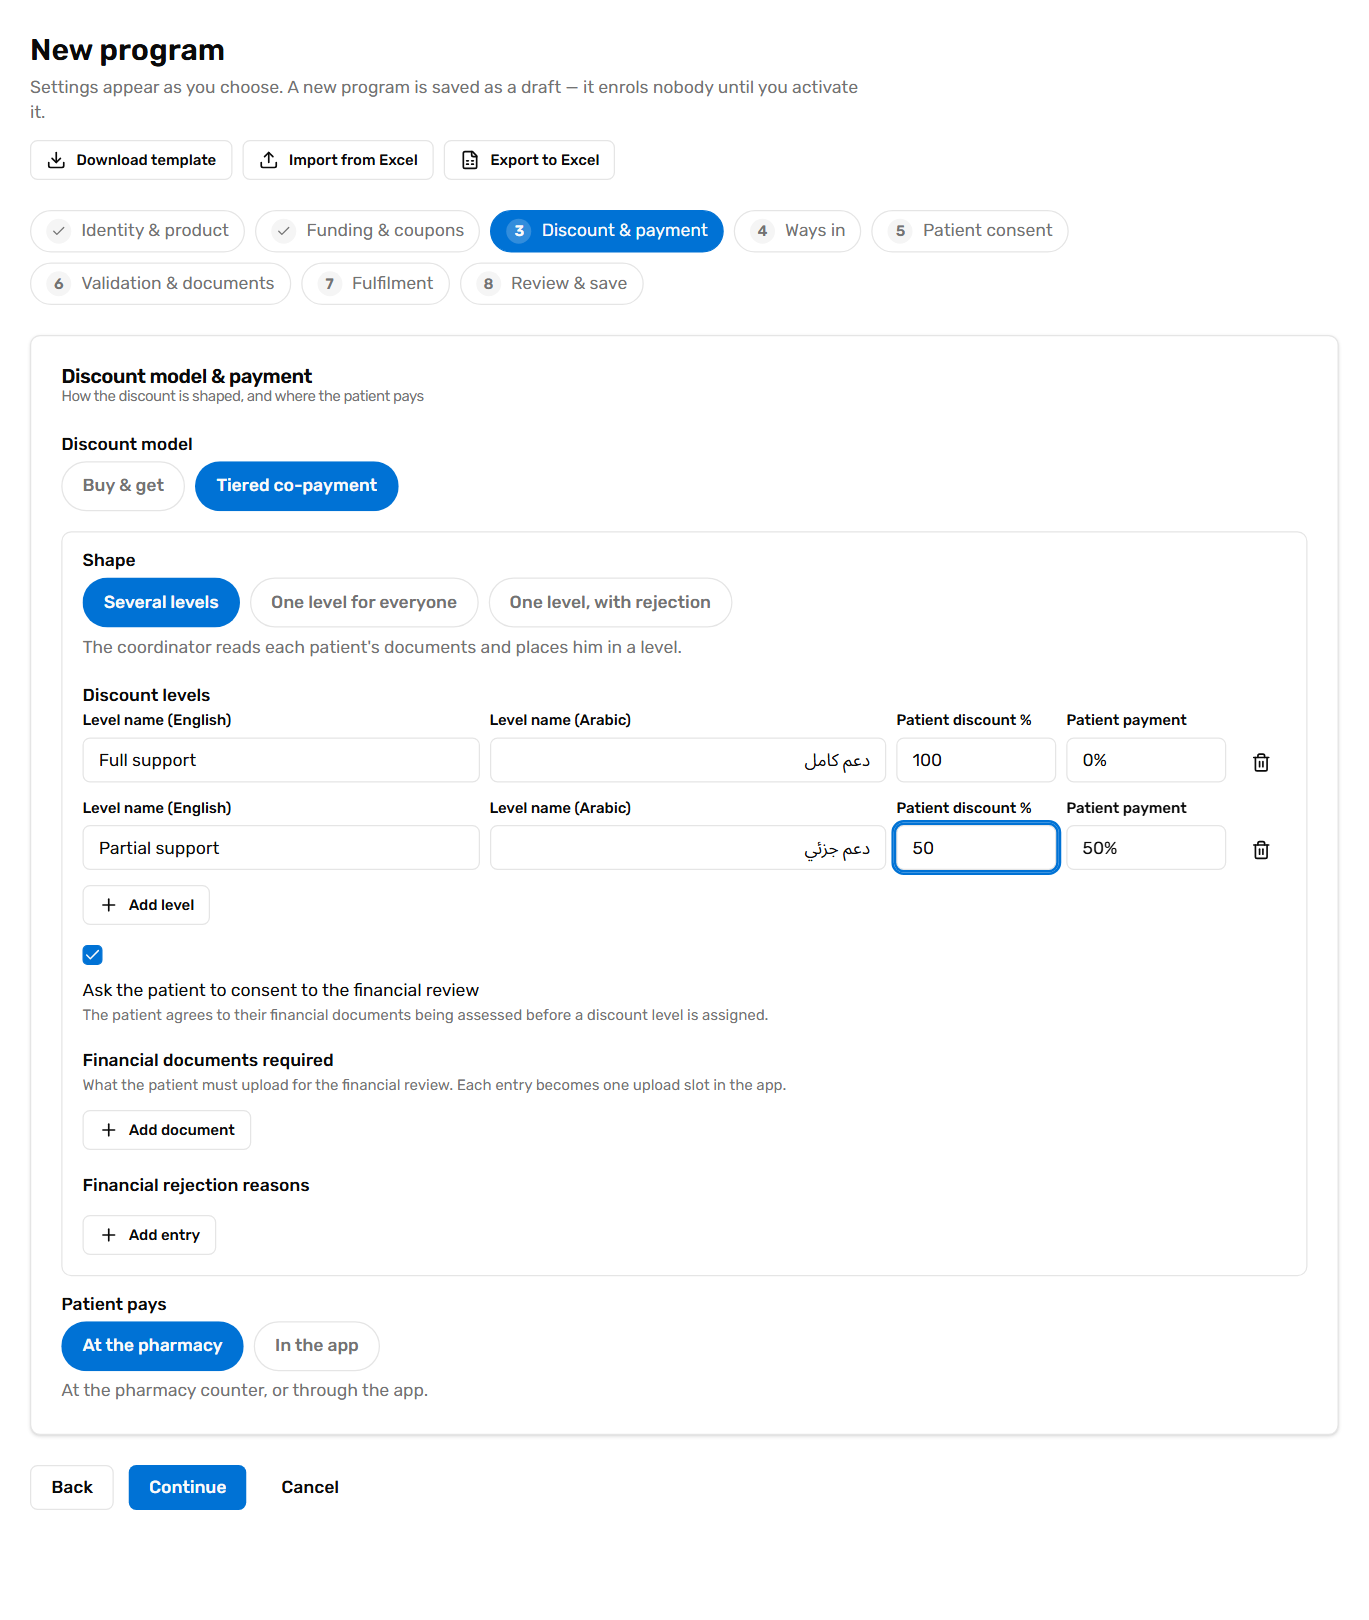 New program
Settings appear as you choose. A new program is saved as a draft — it enrols nobody until you activate
it.
Download template
Import from Excel
Export to Excel
Identity & product
Funding & coupons
3 Discount & payment
4 Ways in
5 Patient consent
6 Validation & documents
7 Fulfilment
8 Review & save
Discount model & payment
How the discount is shaped, and where the patient pays
Discount model
Buy & get
Tiered co-payment
Shape
Several levels
One level for everyone
One level, with rejection
The coordinator reads each patient's documents and places him in a level.
Discount levels
Level name (English) Level name (Arabic) Patient discount % Patient payment
Full support دعم كامل 100 0%
Level name (English) Level name (Arabic) Patient discount % Patient payment
Partial support دعم جزئي 50 50%
Add level
Ask the patient to consent to the financial review
The patient agrees to their financial documents being assessed before a discount level is assigned.
Financial documents required
What the patient must upload for the financial review. Each entry becomes one upload slot in the app.
Add document
Financial rejection reasons
Add entry
Patient pays
At the pharmacy
In the app
At the pharmacy counter, or through the app.
Back
Continue
Cancel